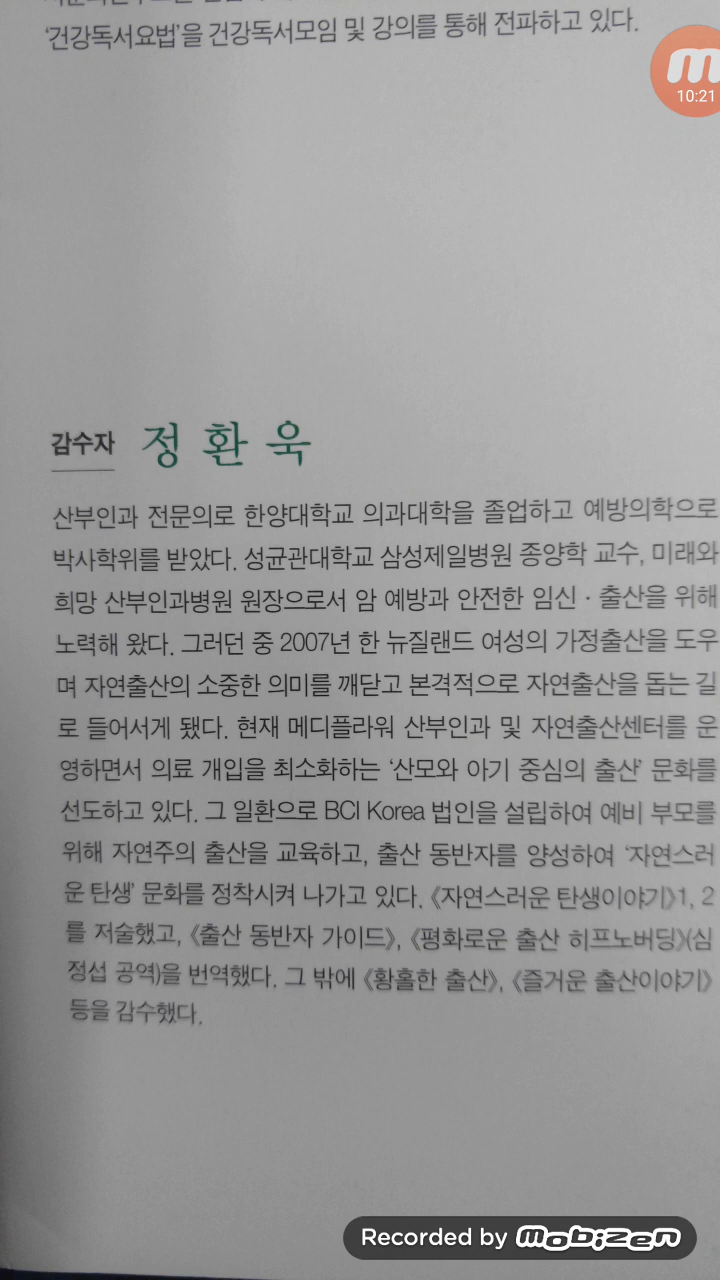 '건강독서요법'을 건강독서모임 및 강의를 통해 전파하고 있다.
10:21
감수자 정환욱
산부인과 전문의로 한양대학교 의과대학을 졸업하고 예방의학으로
박사학위를 받았다. 성균관대학교 삼성제일병원 종양학 교수, 미래와
희망 산부인과병원 원장으로서 암 예방과 안전한 임신 · 출산을 위해
노력해 왔다. 그러던 중 2007년 한 뉴질랜드 여성의 가정출산을 도우
며 자연출산의 소중한 의미를 깨닫고 본격적으로 자연출산을 돕는 길
로 들어서게 됐다. 현재 메디플라워 산부인과 및 자연출산센터를 운
영하면서 의료 개입을 최소화하는 '산모와 아기 중심의 출산' 문화를
선도하고 있다. 그 일환으로 BCI Korea 법인을 설립하여 예비 부모를
위해 자연주의 출산을 교육하고, 출산 동반자를 양성하여 '자연스러
운 탄생' 문화를 정착시켜 나가고 있다. 《자연스러운 탄생이야기》1, 2
를 저술했고, 《출산 동반자 가이드》, 《평화로운 출산 히프노버딩》(심
정섭 공역)을 번역했다. 그 밖에 《황홀한 출산》, 《즐거운 출산이야기》
등을 감수했다.
Recorded by mobizen